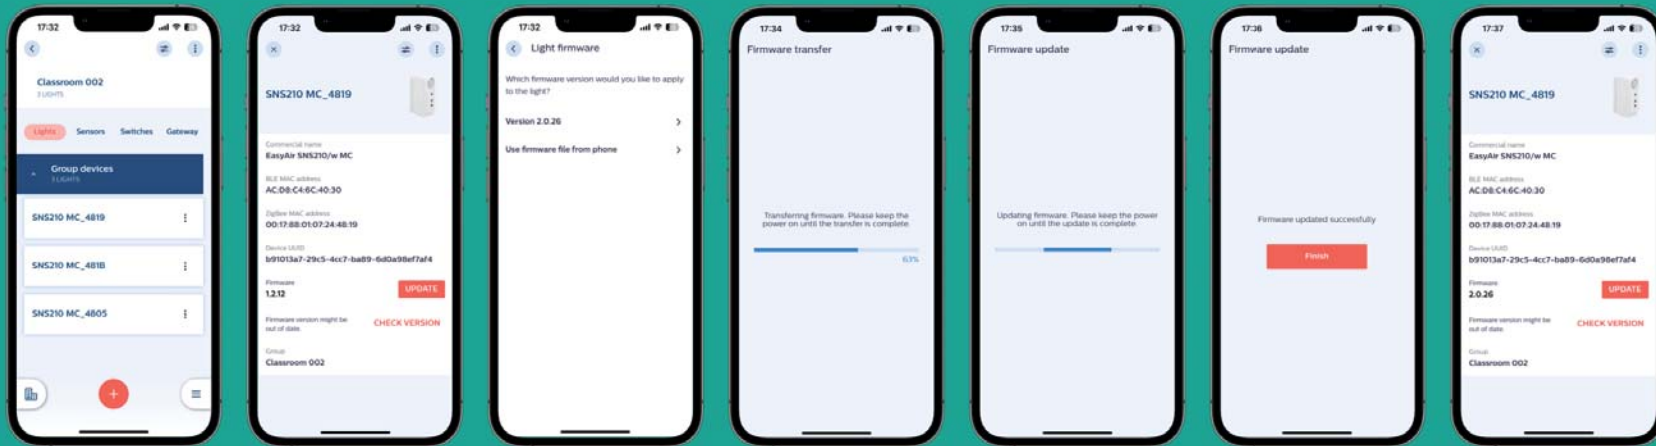 17:32
Classroom 002
3 LIGHTS
Lights Sensors Switches Gateway
Group devices
3 LIGHTS
SNS210 MC_4819
SNS210 MC_481B
SNS210 MC_4805
+
17:32
SNS210 MC_4819
Commercial name
EasyAir SNS210/w MC
BLE MAC address
AC:D8:C4:6C:40:30
ZigBee MAC address
00:17:88:01:07:24:48:19
Device UUID
b91013a7-29c5-4cc7-ba89-6d0a98ef7af4
Firmware
1.2.12
UPDATE
Firmware version might be
out of date.
CHECK VERSION
Group
Classroom 002
17:32
Light firmware
Which firmware version would you like to apply
to the light?
Version 2.0.26
Use firmware file from phone
17:34
Firmware transfer
Transferring firmware. Please keep the
power on until the transfer is complete.
63%
17:35
Firmware update
Updating firmware. Please keep the power
on until the update is complete.
17:36
Firmware update
Firmware updated successfully
Finish
17:37
SNS210 MC_4819
Commercial name
EasyAir SNS210/w MC
BLE MAC address
AC:D8:C4:6C:40:30
ZigBee MAC address
00:17:88:01:07:24:48:19
Device UUID
b91013a7-29c5-4cc7-ba89-6d0a98ef7af4
Firmware
2.0.26
UPDATE
Firmware version might be
out of date.
CHECK VERSION
Group
Classroom 002